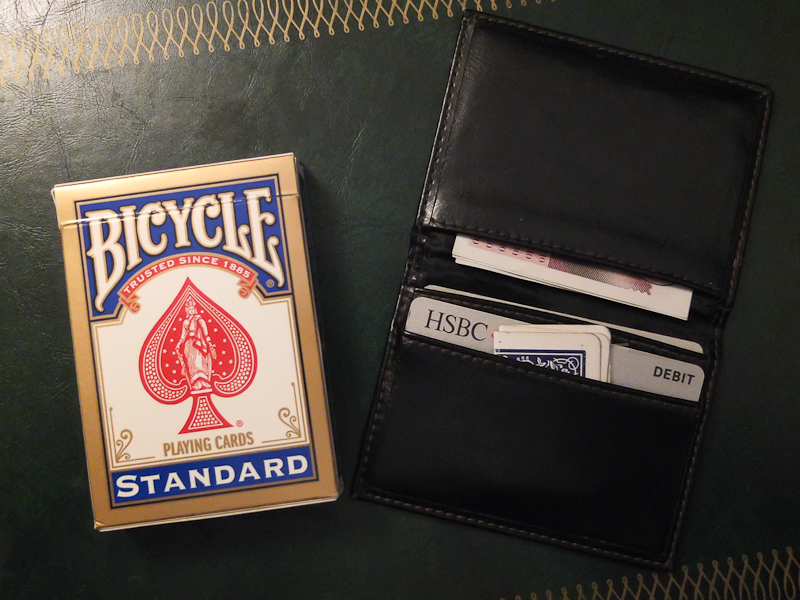 BICYCLE
®
TRUSTED SINCE 1885
®
PLAYING CARDS
STANDARD
HSBC
DEBIT